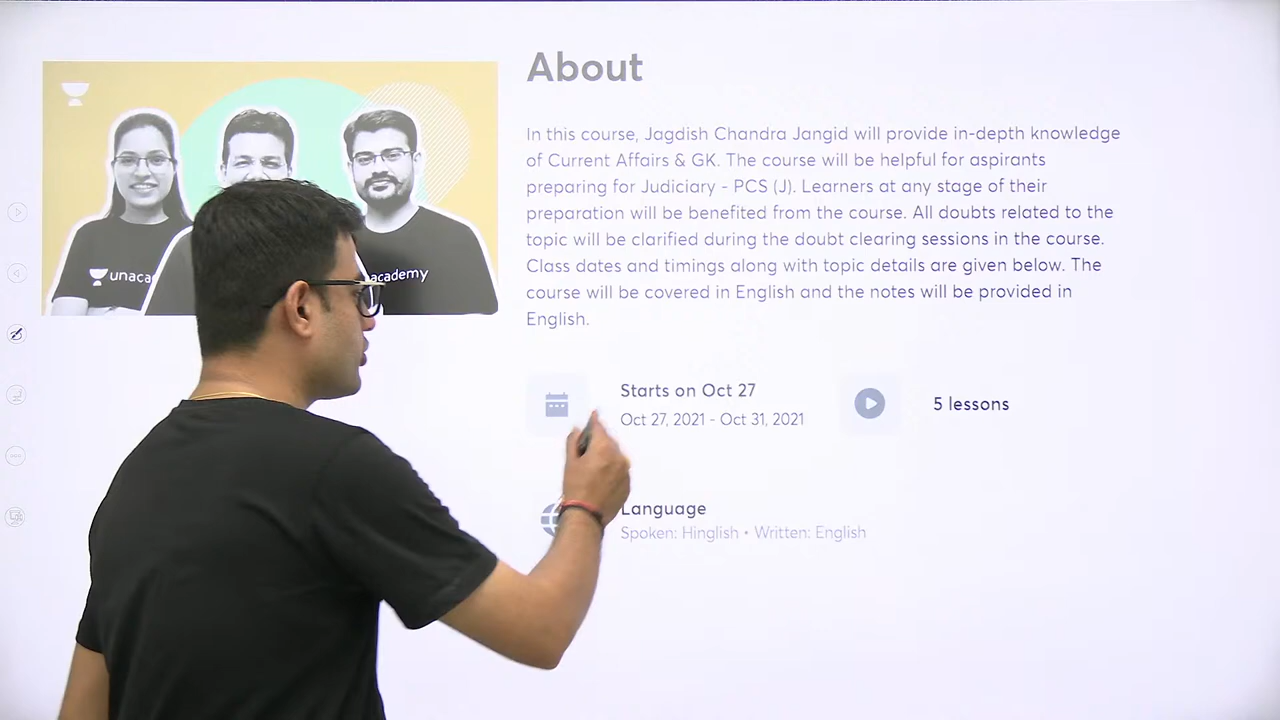 About
In this course, Jagdish Chandra Jangid will provide in-depth knowledge
of Current Affairs & GK. The course will be helpful for aspirants
preparing for Judiciary - PCS (J). Learners at any stage of their
preparation will be benefited from the course. All doubts related to the
topic will be clarified during the doubt clearing sessions in the course.
Class dates and timings along with topic details are given below. The
course will be covered in English and the notes will be provided in
English.
unaca
academy
Starts on Oct 27
Oct 27, 2021 - Oct 31, 2021
5 lessons
Language
Spoken: Hinglish • Written: English